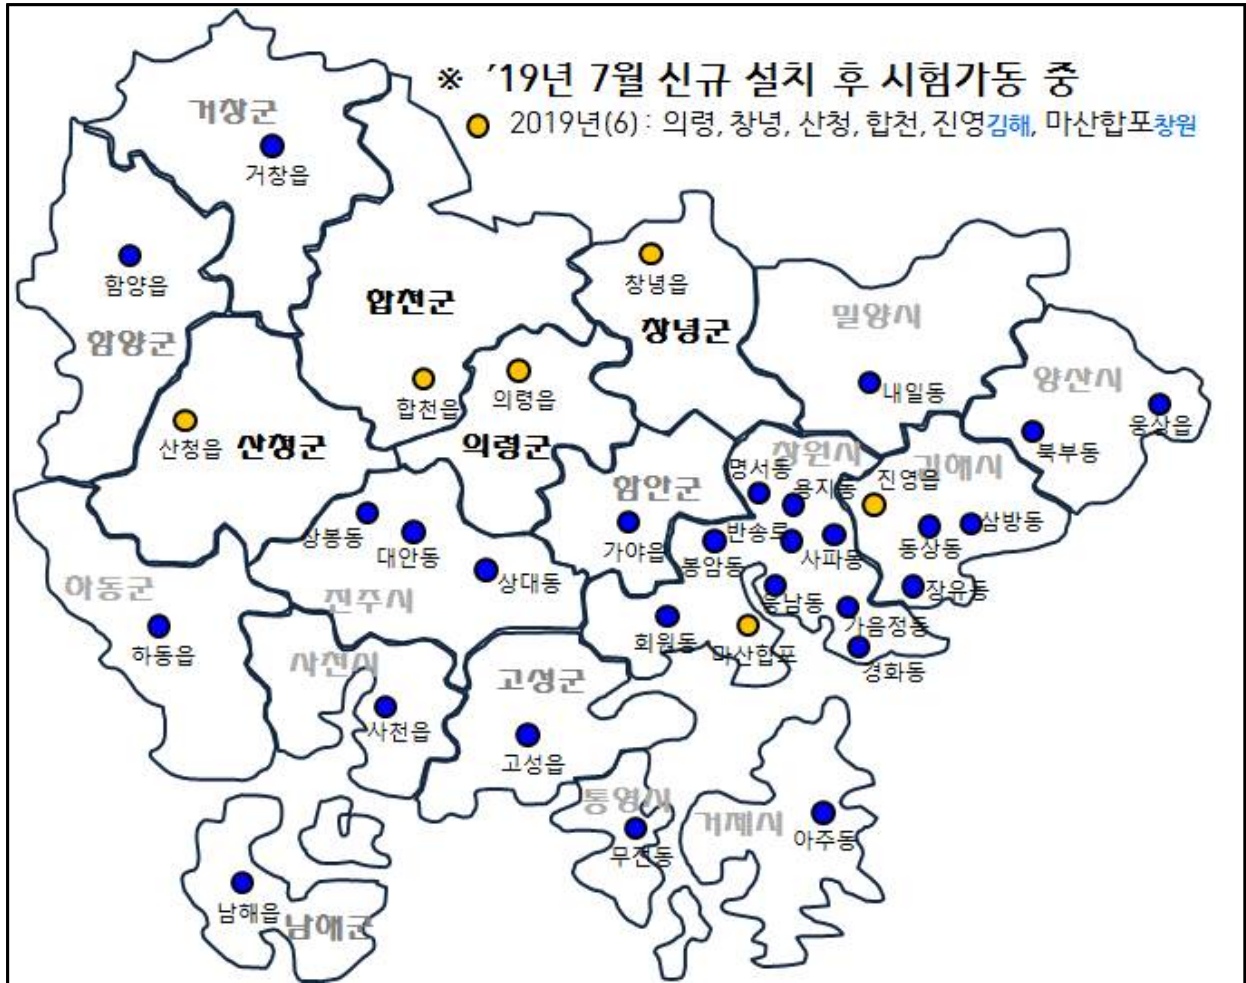 ※ '19년 7월 신규 설치 후 시험가동 중
2019년(6) : 의령, 창녕, 산청, 합천, 진영김해, 마산합포창원
거창군
거창읍
함양읍
함양군
합천군
합천읍
창녕읍
창녕군
밀양시
내일동
양산시
웅상읍
북부동
의령읍
의령군
산청읍
산청군
함안군
가야읍
창원시
명서동
용지동
반송로
봉암동
사파동
웅남동
가음정동
경화동
회원동
마산합포
김해시
진영읍
삼방동
동상동
장유동
상봉동
대안동
상대동
진주시
하동군
하동읍
사천시
사천읍
고성군
고성읍
통영시
무전동
거제시
아주동
남해읍
남해군